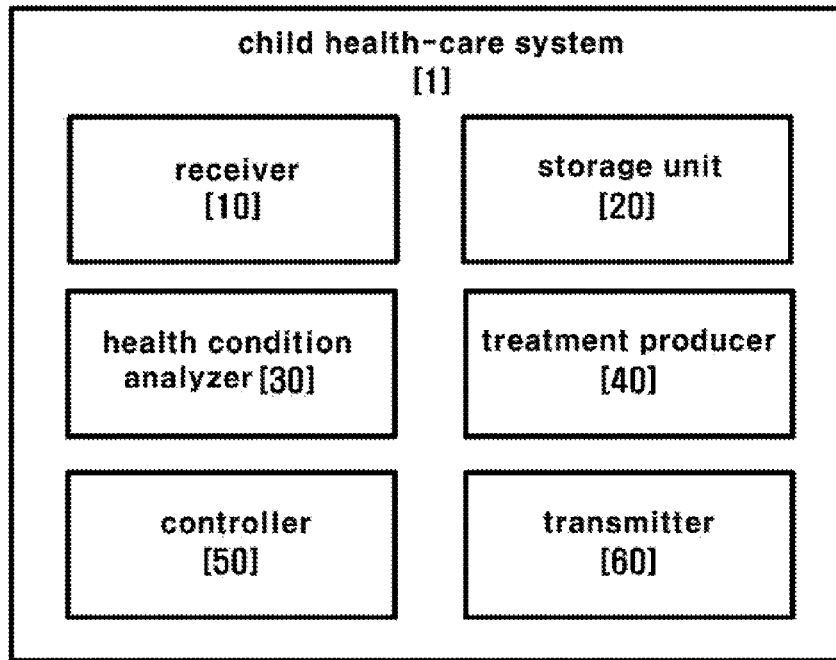 child health-care system
[1]
receiver
[10]
storage unit
[20]
health condition
analyzer [30]
treatment producer
[40]
controller
[50]
transmitter
[60]